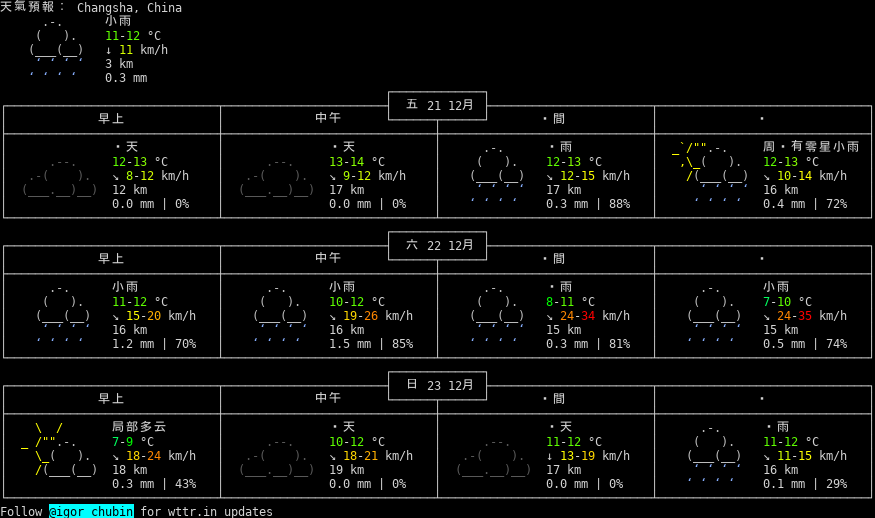 天氣預報： Changsha, China
小雨
11-12 °C
↓ 11 km/h
3 km
0.3 mm
五 21 12月
早上 中午 ・間 ・
・天 ・天 ・雨 周・有零星小雨
12-13 °C 13-14 °C 12-13 °C 12-13 °C
↘ 8-12 km/h ↘ 9-12 km/h ↘ 12-15 km/h ↘ 10-14 km/h
12 km 17 km 17 km 16 km
0.0 mm | 0% 0.0 mm | 0% 0.3 mm | 88% 0.4 mm | 72%
六 22 12月
早上 中午 ・間 ・
小雨 小雨 ・雨 小雨
11-12 °C 10-12 °C 8-11 °C 7-10 °C
↘ 15-20 km/h ↘ 19-26 km/h ↘ 24-34 km/h ↘ 24-35 km/h
16 km 16 km 15 km 15 km
1.2 mm | 70% 1.5 mm | 85% 0.3 mm | 81% 0.5 mm | 74%
日 23 12月
早上 中午 ・間 ・
局部多云 ・天 ・天 ・雨
7-9 °C 10-12 °C 11-12 °C 11-12 °C
↘ 18-24 km/h ↘ 18-21 km/h ↓ 13-19 km/h ↘ 11-15 km/h
18 km 19 km 17 km 16 km
0.3 mm | 43% 0.0 mm | 0% 0.0 mm | 0% 0.1 mm | 29%
Follow @igor_chubin for wttr.in updates